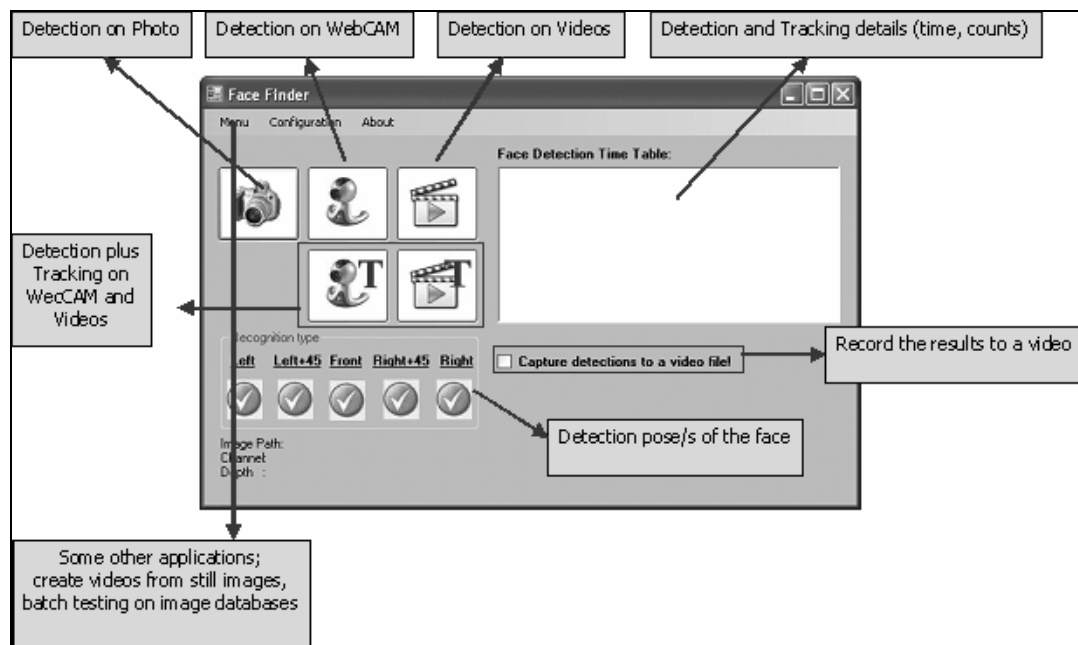 Detection on Photo
Detection on WebCAM
Detection on Videos
Detection and Tracking details (time, counts)
Face Finder
Menu Configuration About
Face Detection Time Table:
Detection plus
Tracking on
WecCAM and
Videos
T
T
Recognition type
Left Left+45 Front Right+45 Right
Capture detections to a video file!
Record the results to a video
Detection pose/s of the face
Image Path:
Channel:
Depth :
Some other applications;
create videos from still images,
batch testing on image databases